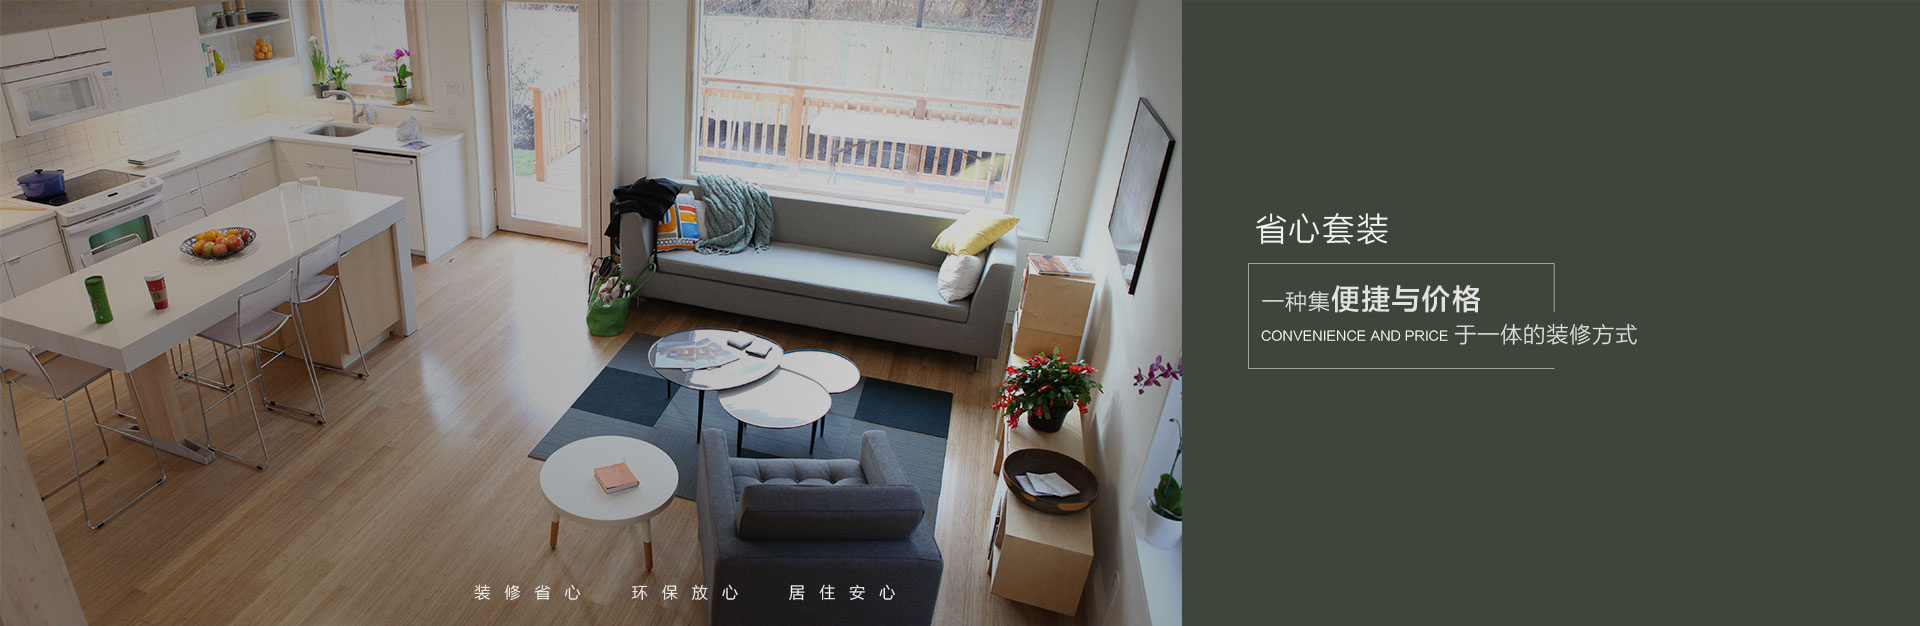 省心套装
一种集便捷与价格
CONVENIENCE AND PRICE 于一体的装修方式
装修省心 环保放心 居住安心